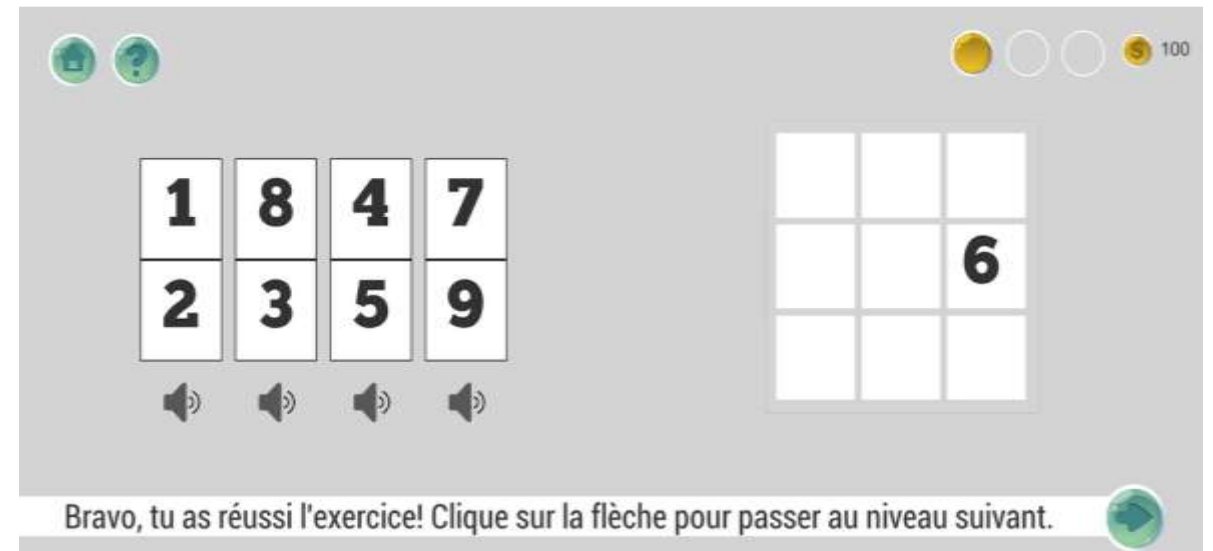 ? S 100
1 8 4 7
2 3 5 9
6
Bravo, tu as réussi l'exercice! Clique sur la flèche pour passer au niveau suivant.